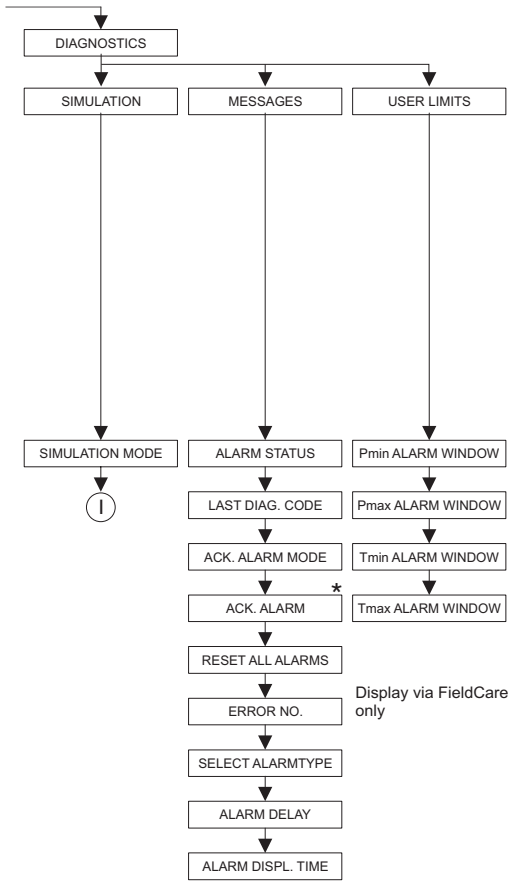 DIAGNOSTICS
SIMULATION
MESSAGES
USER LIMITS
SIMULATION MODE
I
ALARM STATUS
LAST DIAG. CODE
ACK. ALARM MODE
*
ACK. ALARM
RESET ALL ALARMS
ERROR NO.
Display via FieldCare
only
SELECT ALARMTYPE
ALARM DELAY
ALARM DISPL. TIME
Pmin ALARM WINDOW
Pmax ALARM WINDOW
Tmin ALARM WINDOW
Tmax ALARM WINDOW